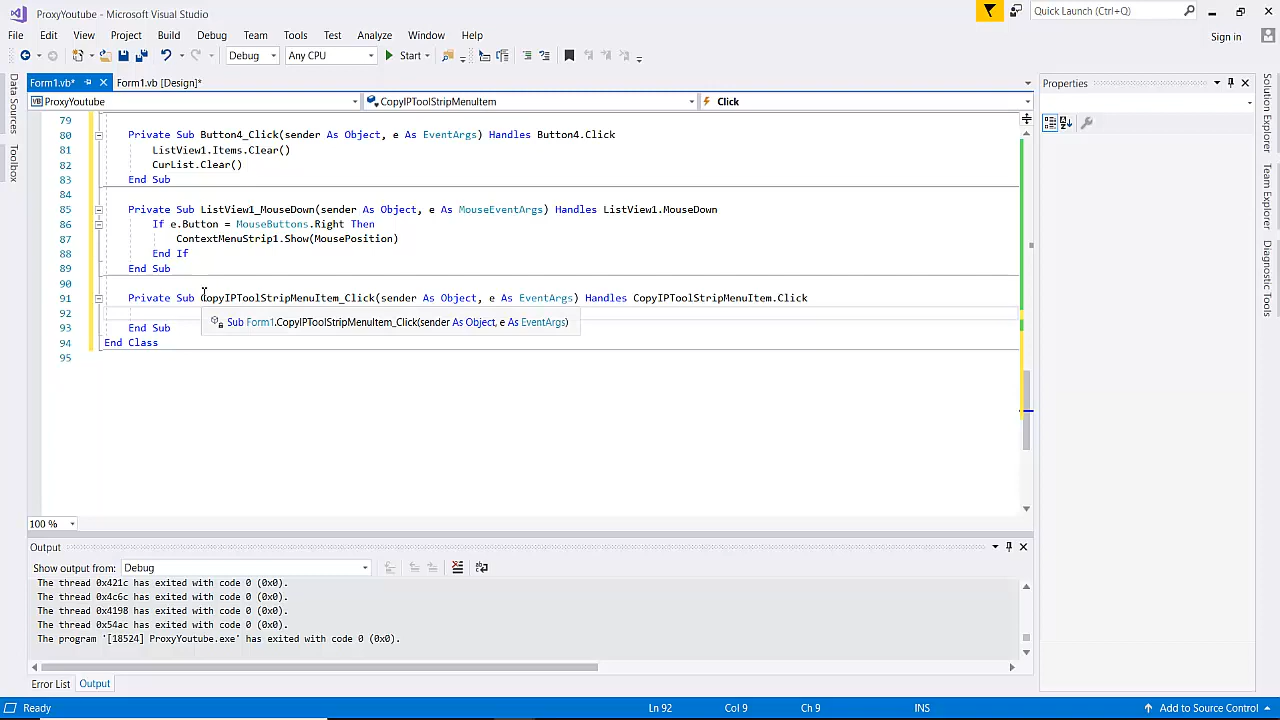 ProxyYoutube - Microsoft Visual Studio
Quick Launch (Ctrl+Q)
File Edit View Project Build Debug Team Tools Test Analyze Window Help
Sign in
Debug Any CPU Start
Data Sources
Toolbox
Form1.vb* Form1.vb [Design]*
ProxyYoutube CopyIPToolStripMenuItem Click
79
80 Private Sub Button4_Click(sender As Object, e As EventArgs) Handles Button4.Click
81 ListView1.Items.Clear()
82 CurList.Clear()
83 End Sub
84
85 Private Sub ListView1_MouseDown(sender As Object, e As MouseEventArgs) Handles ListView1.MouseDown
86 If e.Button = MouseButtons.Right Then
87 ContextMenuStrip1.Show(MousePosition)
88 End If
89 End Sub
90
91 Private Sub CopyIPToolStripMenuItem_Click(sender As Object, e As EventArgs) Handles CopyIPToolStripMenuItem.Click
92
Sub Form1.CopyIPToolStripMenuItem_Click(sender As Object, e As EventArgs)
93 End Sub
94 End Class
95
100 %
Output
Show output from: Debug
The thread 0x421c has exited with code 0 (0x0).
The thread 0x4c6c has exited with code 0 (0x0).
The thread 0x4198 has exited with code 0 (0x0).
The thread 0x54ac has exited with code 0 (0x0).
The program '[18524] ProxyYoutube.exe' has exited with code 0 (0x0).
Error List Output
Properties
Solution Explorer
Team Explorer
Diagnostic Tools
Ready Ln 92 Col 9 Ch 9 INS Add to Source Control